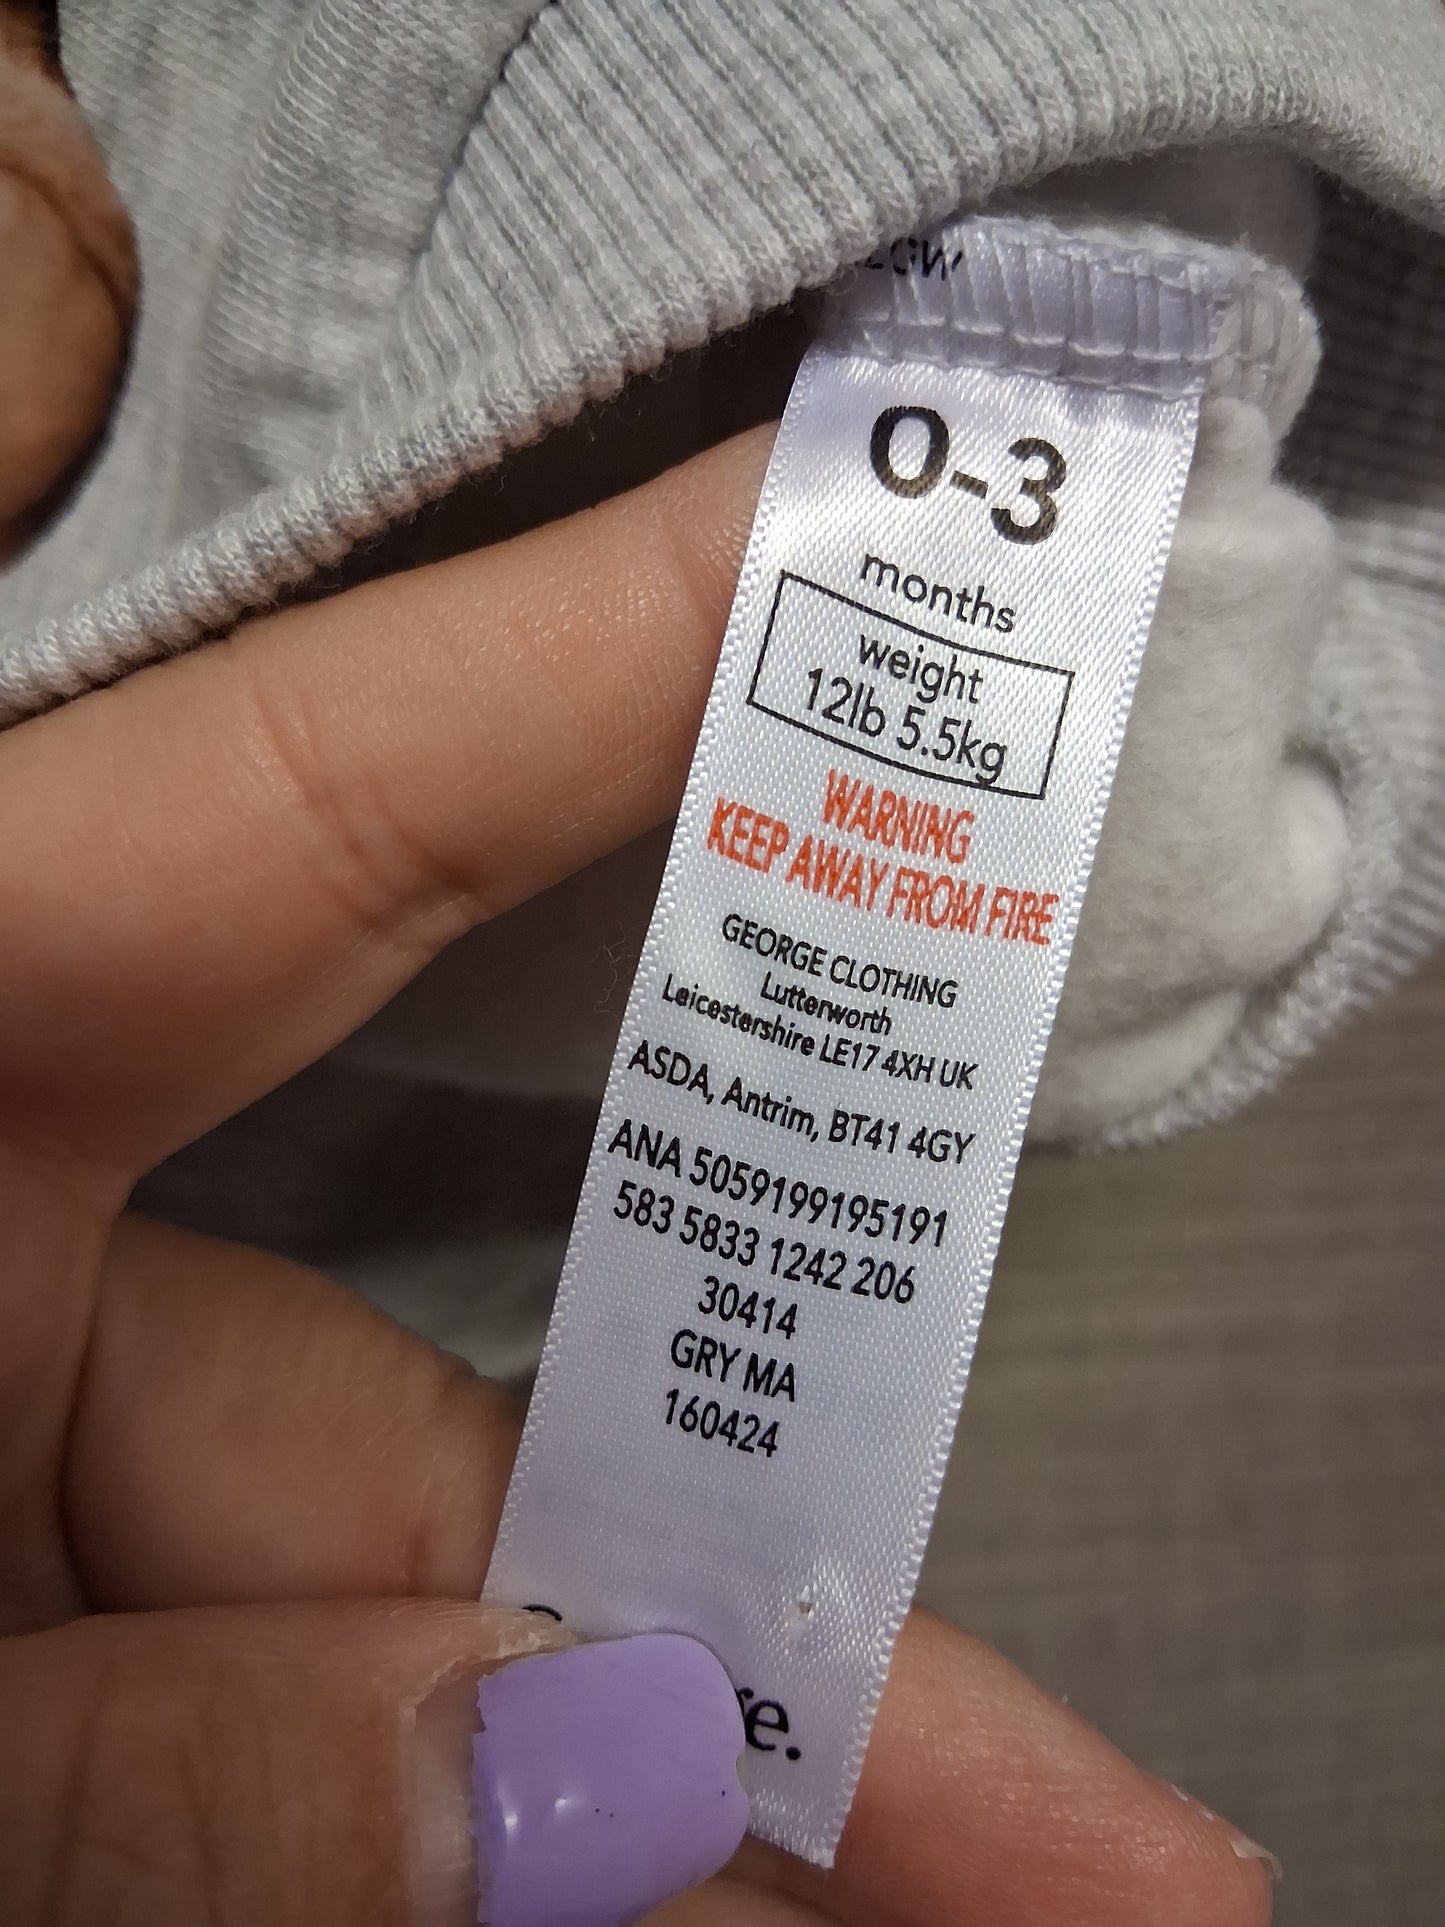 0-3
months
weight
12lb 5.5kg
WARNING
KEEP AWAY FROM FIRE
GEORGE CLOTHING
Lutterworth
Leicestershire LE17 4XH UK
ASDA, Antrim, BT41 4GY
ANA 5059199195191
583 5833 1242 206
30414
GRY MA
160424